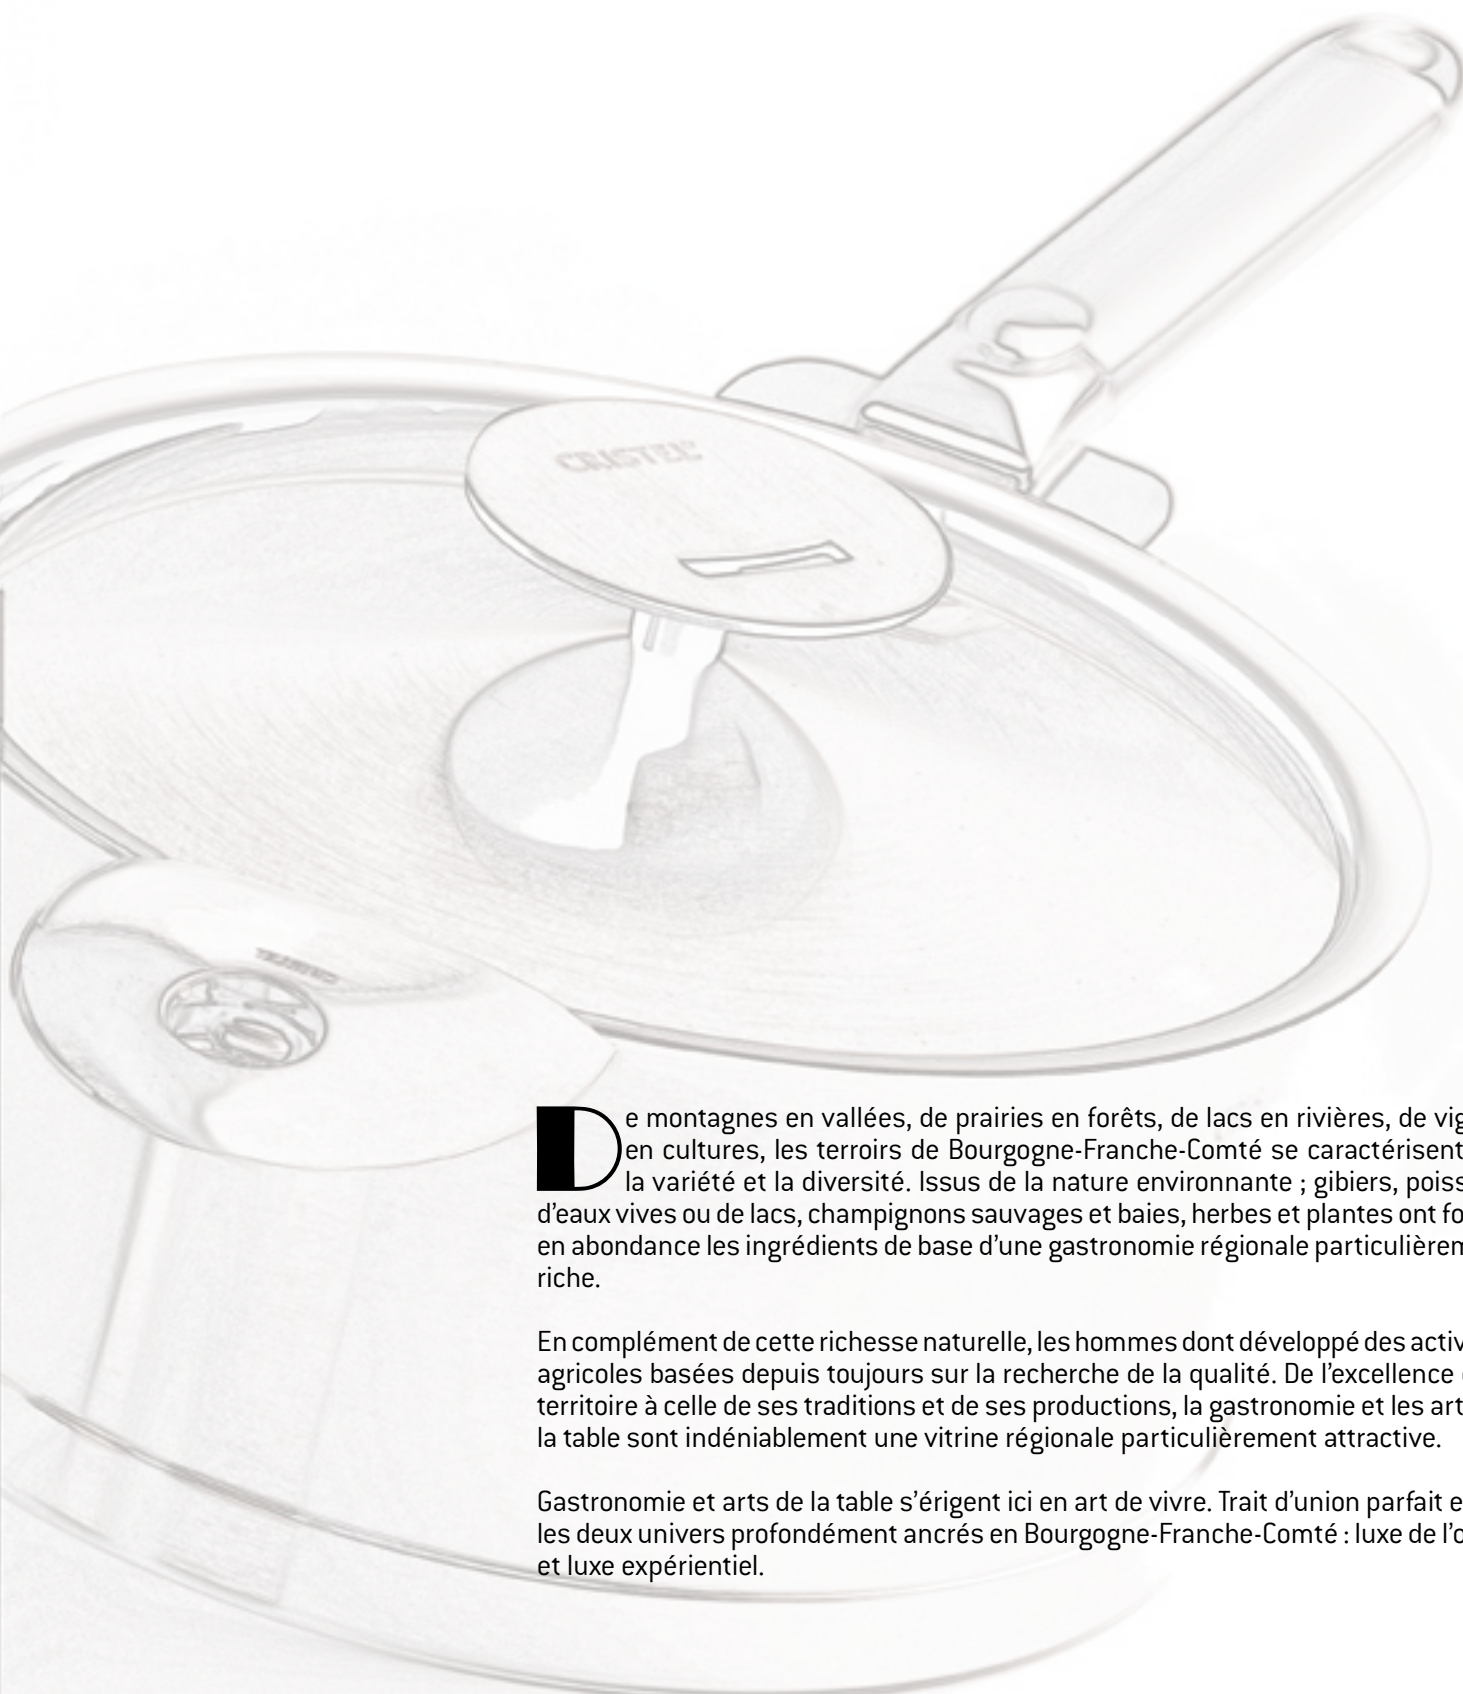 CRISTEL®
CRISTEL
De montagnes en vallées, de prairies en forêts, de lacs en rivières, de vig
en cultures, les terroirs de Bourgogne-Franche-Comté se caractérisent
la variété et la diversité. Issus de la nature environnante ; gibiers, poiss
d’eaux vives ou de lacs, champignons sauvages et baies, herbes et plantes ont fo
en abondance les ingrédients de base d’une gastronomie régionale particulièrem
riche.
En complément de cette richesse naturelle, les hommes dont développé des activ
agricoles basées depuis toujours sur la recherche de la qualité. De l’excellence
territoire à celle de ses traditions et de ses productions, la gastronomie et les art
la table sont indéniablement une vitrine régionale particulièrement attractive.
Gastronomie et arts de la table s’érigent ici en art de vivre. Trait d’union parfait e
les deux univers profondément ancrés en Bourgogne-Franche-Comté : luxe de l’o
et luxe expérientiel.